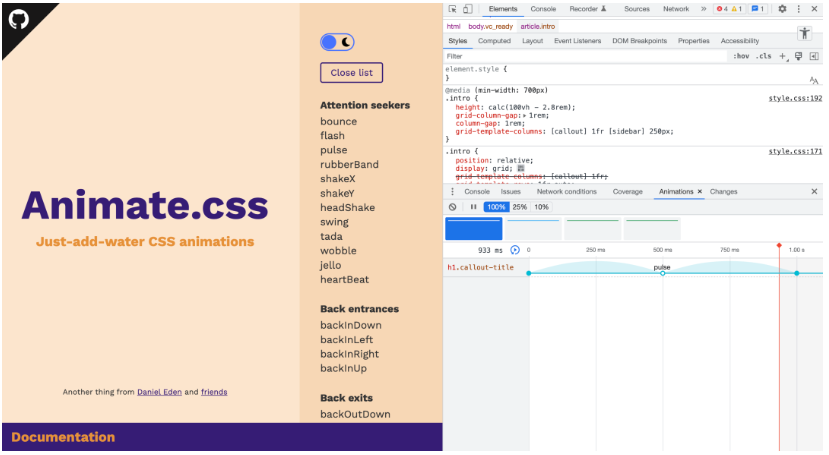 Close list
Attention seekers
bounce
flash
pulse
rubberBand
shakeX
shakeY
headShake
swing
tada
wobble
jello
heartBeat
Back entrances
backInDown
backInLeft
backInRight
backInUp
Back exits
backOutDown
Animate.css
Just-add-water CSS animations
Another thing from Daniel Eden and friends
Documentation
Elements Console Recorder Sources Network » 4 1 1
html body.vc_ready article.intro
Styles Computed Layout Event Listeners DOM Breakpoints Properties Accessibility
Filter :hov .cls +
element.style {
}
@media (min-width: 700px)
.intro { style.css:192
height: calc(100vh - 2.8rem);
grid-column-gap: 1rem;
column-gap: 1rem;
grid-template-columns: [callout] 1fr [sidebar] 250px;
}
.intro { style.css:171
position: relative;
display: grid;
grid-template-columns: [callout] 1fr;
Console Issues Network conditions Coverage Animations × Changes
100% 25% 10%
933 ms 0 250 ms 500 ms 750 ms 1.00 s
h1.callout-title pulse